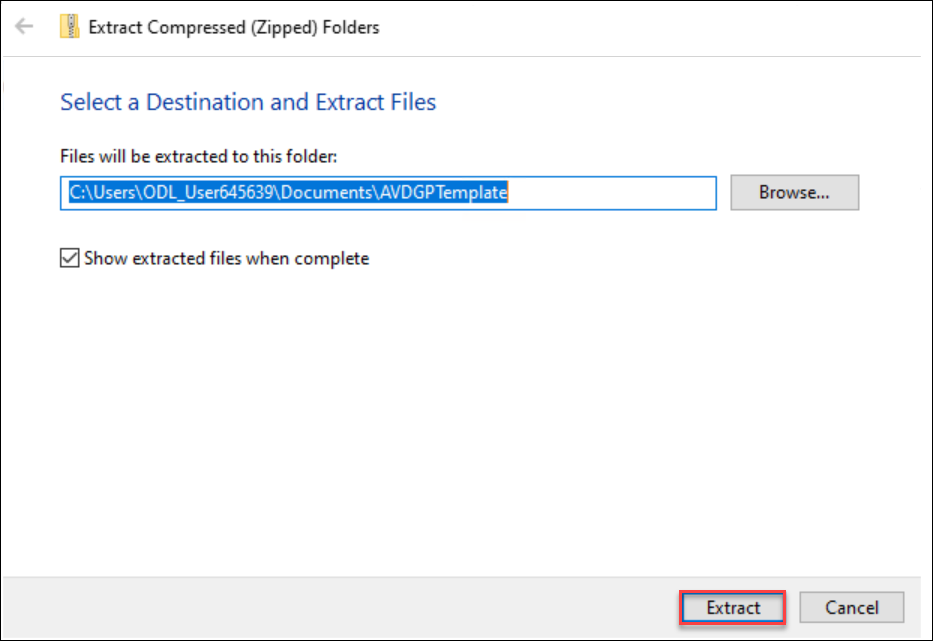 Extract Compressed (Zipped) Folders
Select a Destination and Extract Files
Files will be extracted to this folder:
C:\Users\ODL_User645639\Documents\AVDGPTemplate
Browse...
Show extracted files when complete
Extract
Cancel